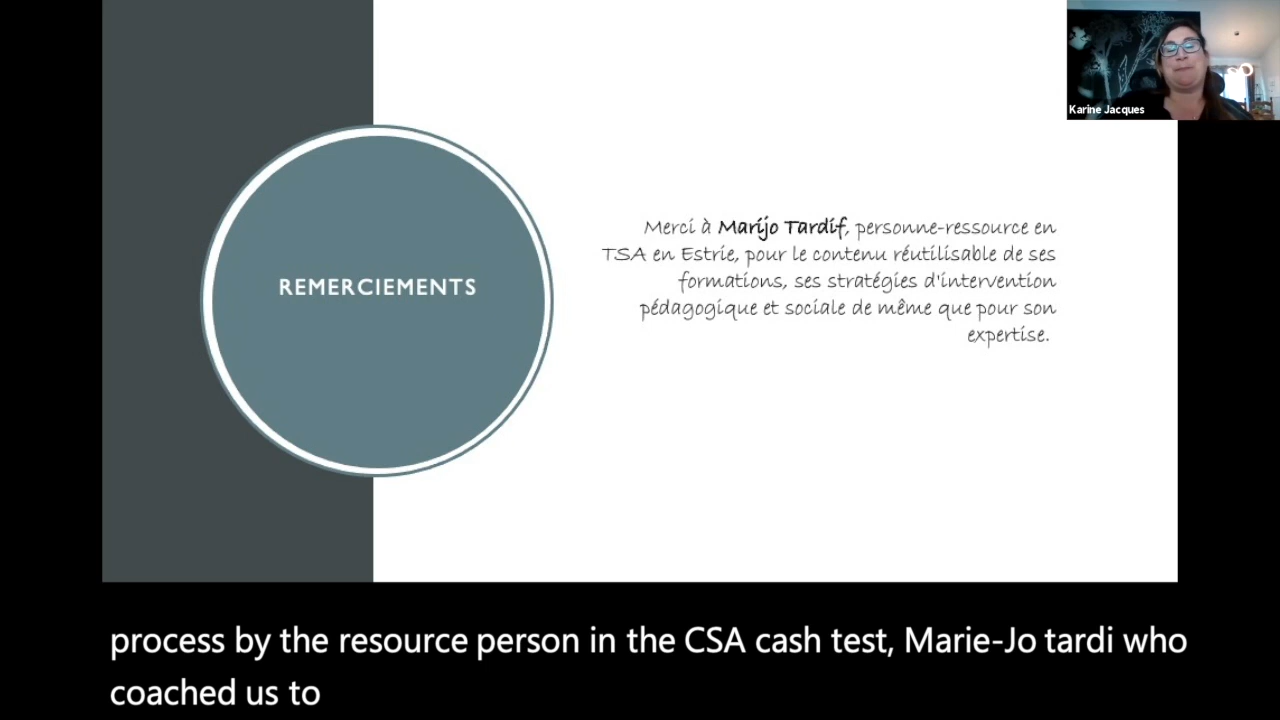 Karine Jacques
REMERCIEMENTS
Merci à Marijo Tardif, personne-ressource en
TSA en Estrie, pour le contenu réutilisable de ses
formations, ses stratégies d'intervention
pédagogique et sociale de même que pour son
expertise.
process by the resource person in the CSA cash test, Marie-Jo tardi who
coached us to